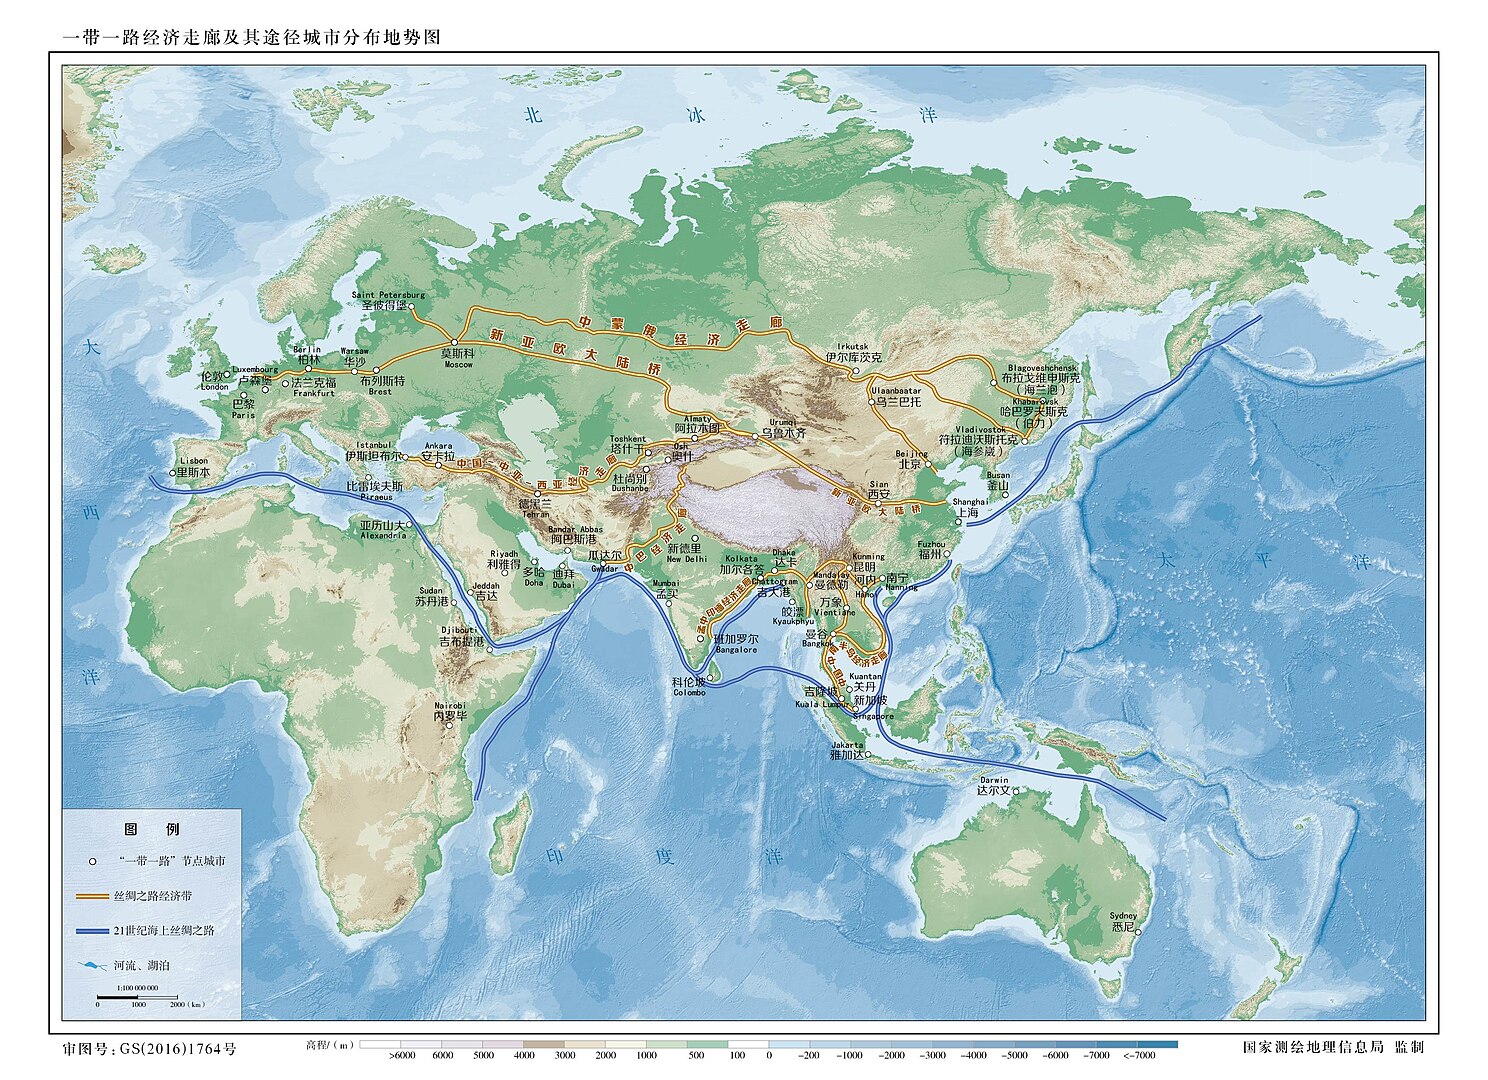 一带一路经济走廊及其途径城市分布地势图
北 冰 洋
大 西 洋
太 平 洋
印 度 洋
Saint Petersburg
圣彼得堡
莫斯科
Moscow
中 蒙 俄 经 济 走 廊
新 亚 欧 大 陆 桥
Irkutsk
伊尔库茨克
Ulaanbaatar
乌兰巴托
Blagoveshchensk
布拉戈维申斯克
（海兰泡）
Khabarovsk
哈巴罗夫斯克
（伯力）
Vladivostok
符拉迪沃斯托克
（海参崴）
伦敦
London
Luxembourg
卢森堡
Berlin
柏林
Warsaw
华沙
法兰克福
Frankfurt
布列斯特
Brest
巴黎
Paris
Lisbon
里斯本
Istanbul
伊斯坦布尔
Ankara
安卡拉
比雷埃夫斯
Piraeus
中国—中亚—西亚经济走廊
德黑兰
Tehran
Toshkent
塔什干
Almaty
阿拉木图
Osh
奥什
杜尚别
Dushanbe
Urumqi
乌鲁木齐
Beijing
北京
Sian
西安
新 亚 欧 大 陆 桥
Busan
釜山
Shanghai
上海
Fuzhou
福州
亚历山大
Alexandria
Riyadh
利雅得
多哈
Doha
迪拜
Dubai
Bandar Abbas
阿巴斯港
瓜达尔
Gwadar
中巴经济走廊
新德里
New Delhi
Jeddah
吉达
Sudan
苏丹港
Djibouti
吉布提港
Nairobi
内罗毕
Mumbai
孟买
Kolkata
加尔各答
Dhaka
达卡
Chattogram
吉大港
孟中印缅经济走廊
班加罗尔
Bangalore
科伦坡
Colombo
Kunming
昆明
Mandalay
曼德勒
河内
Hanoi
南宁
Nanning
皎漂
Kyaukphyu
万象
Vientiane
曼谷
Bangkok
中国—中南半岛经济走廊
Kuantan
关丹
吉隆坡
Kuala Lumpur
新加坡
Singapore
Jakarta
雅加达
Darwin
达尔文
Sydney
悉尼
图 例
“一带一路”节点城市
丝绸之路经济带
21世纪海上丝绸之路
河流、湖泊
1:100 000 000
0 1000 2000（km）
审图号：GS(2016)1764号
高程/（m） >6000 6000 5000 4000 3000 2000 1000 500 100 0 -200 -1000 -2000 -3000 -4000 -5000 -6000 -7000 <-7000
国家测绘地理信息局 监制